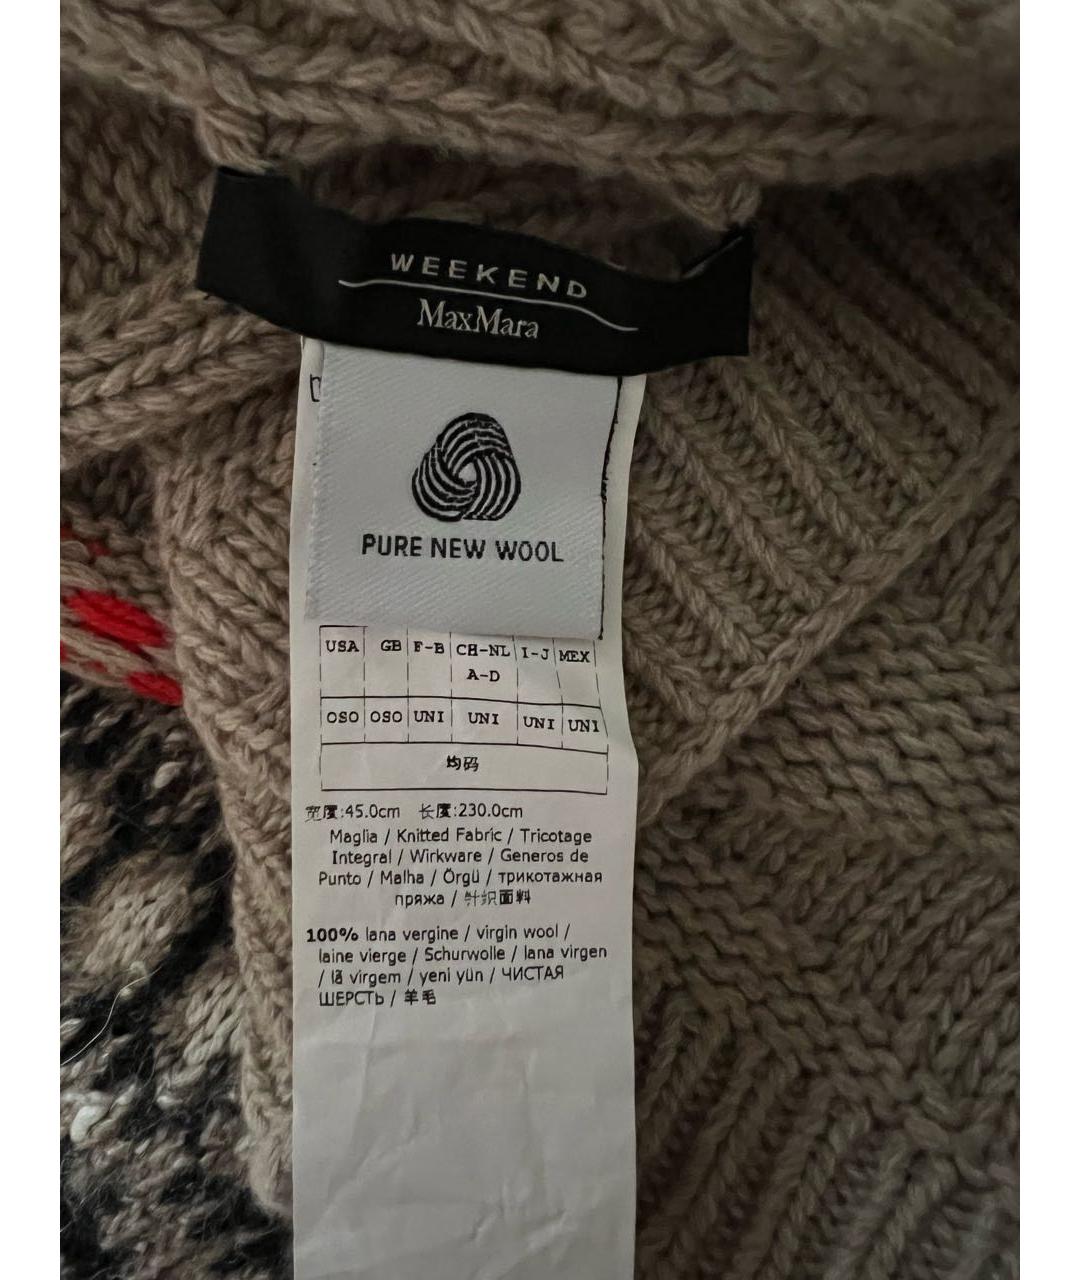 WEEKEND
MaxMara
PURE NEW WOOL
USA GB F-B CH-NL I-J MEX
A-D
OSO OSO UNI UNI UNI UNI
均码
宽度:45.0cm 长度:230.0cm
Maglia / Knitted Fabric / Tricotage
Integral / Wirkware / Generos de
Punto / Malha / Örgü / трикотажная
пряжа / 针织面料
100% lana vergine / virgin wool /
laine vierge / Schurwolle / lana virgen
/ lã virgem / yeni yün / ЧИСТАЯ
ШЕРСТЬ / 羊毛